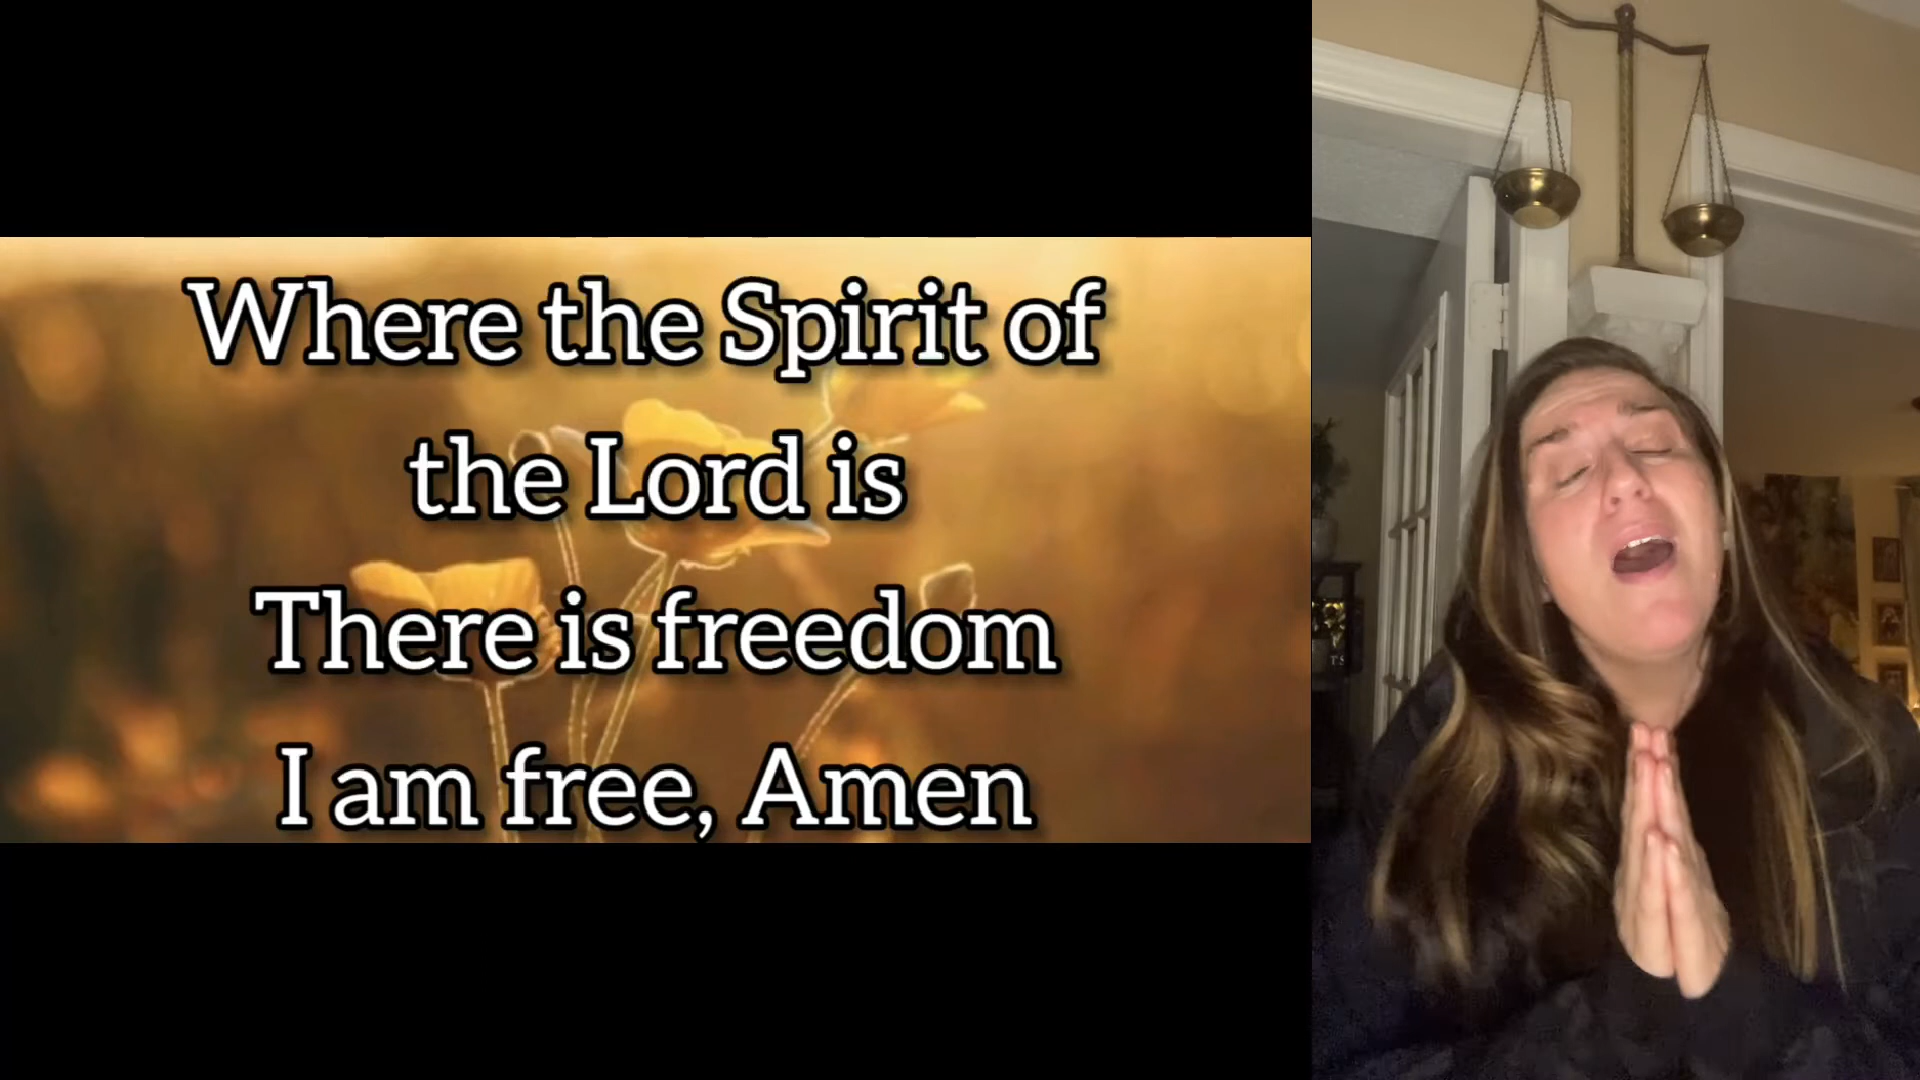 Where the Spirit of
the Lord is
There is freedom
I am free, Amen